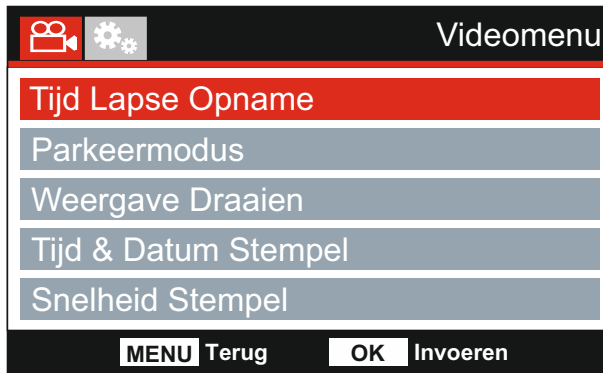 Videomenu
Tijd Lapse Opname
Parkeermodus
Weergave Draaien
Tijd & Datum Stempel
Snelheid Stempel
MENU Terug OK Invoeren